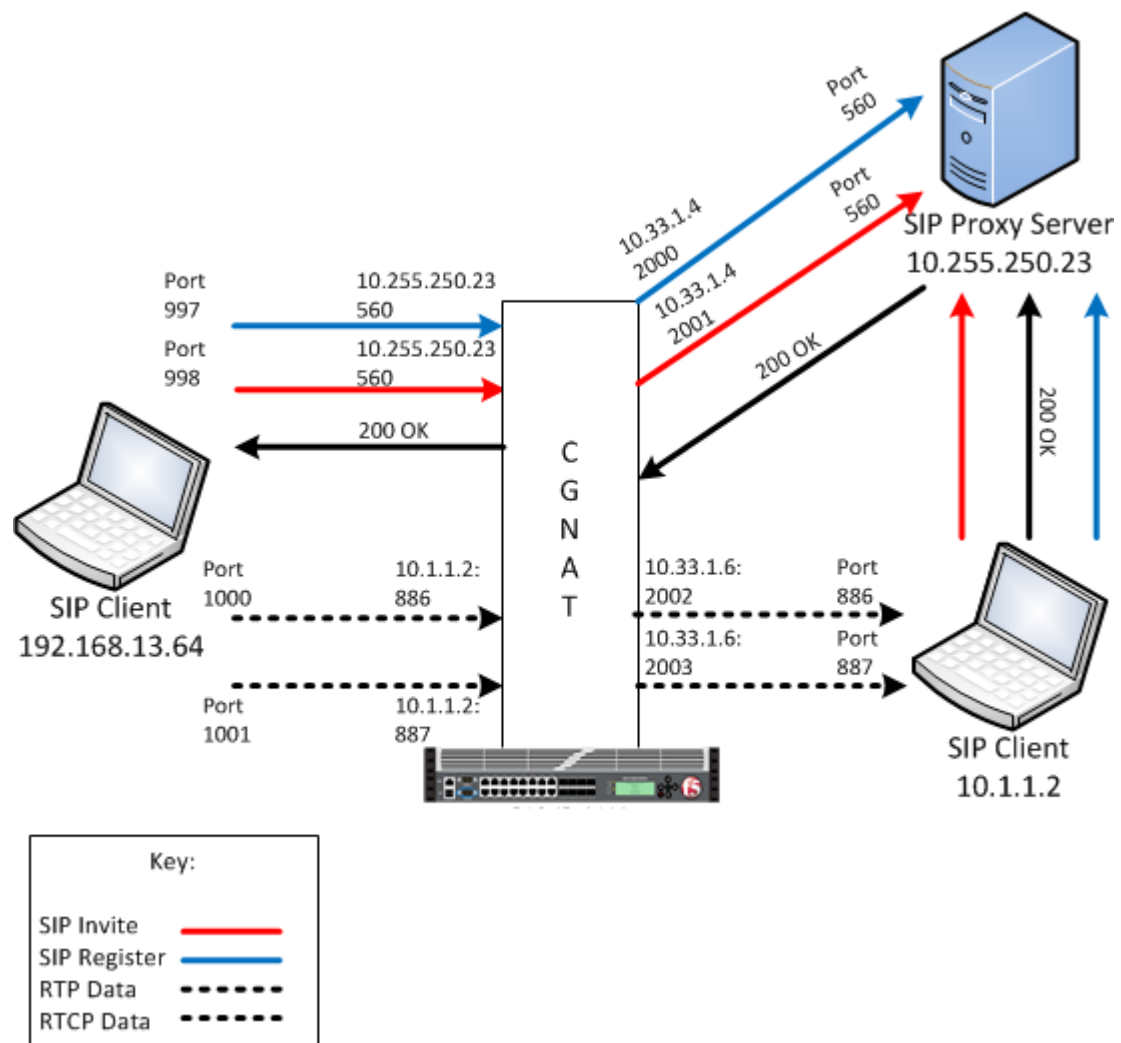 Port
560
Port
560
10.33.1.4
2000
10.33.1.4
2001
SIP Proxy Server
10.255.250.23
Port
997
10.255.250.23
560
Port
998
10.255.250.23
560
200 OK
200 OK
200 OK
C
G
N
A
T
SIP Client
192.168.13.64
Port
1000
10.1.1.2:
886
Port
1001
10.1.1.2:
887
10.33.1.6:
2002
Port
886
10.33.1.6:
2003
Port
887
SIP Client
10.1.1.2
f5
Key:
SIP Invite
SIP Register
RTP Data
RTCP Data